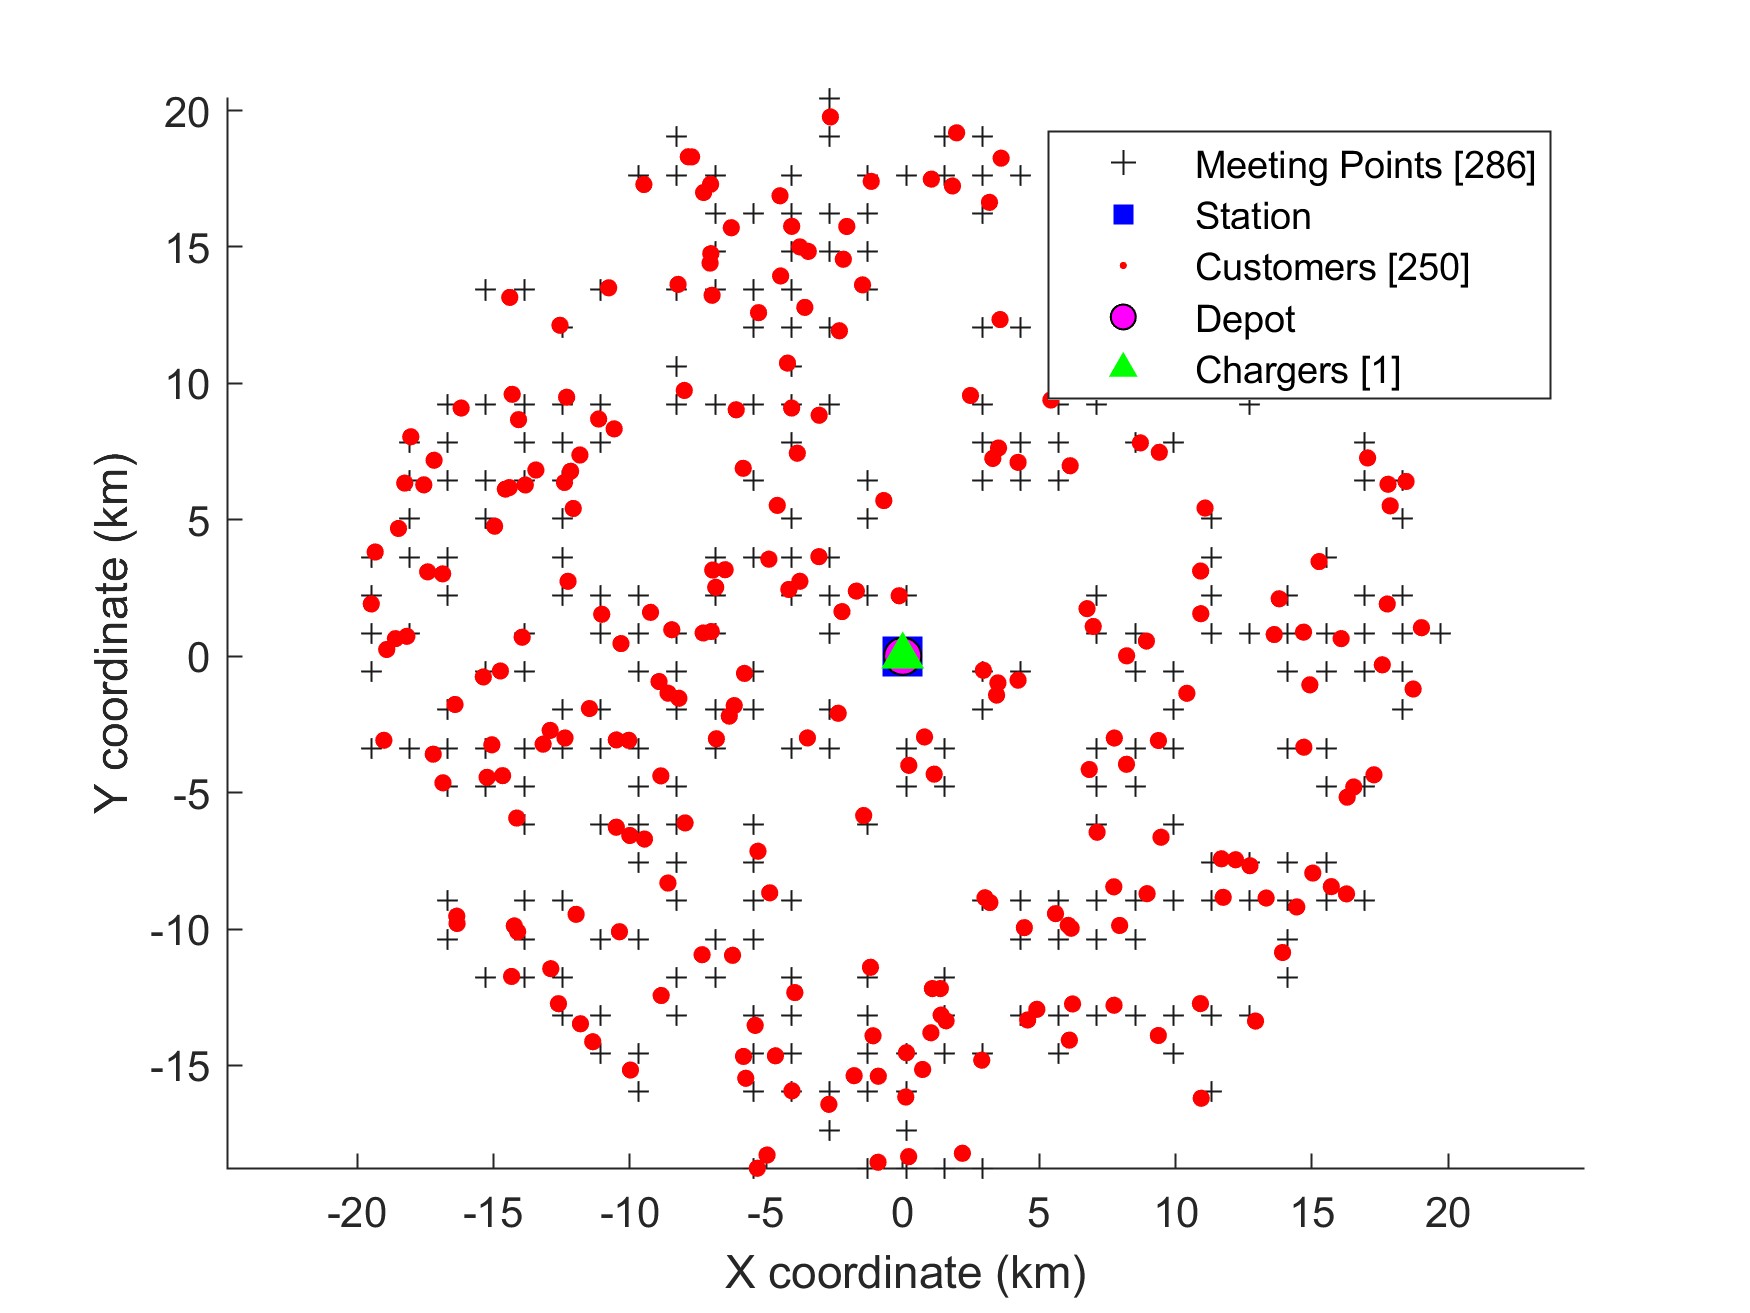 20
15
10
5
0
-5
-10
-15
Y coordinate (km)
Meeting Points [286]
Station
Customers [250]
Depot
Chargers [1]
-20 -15 -10 -5 0 5 10 15 20
X coordinate (km)